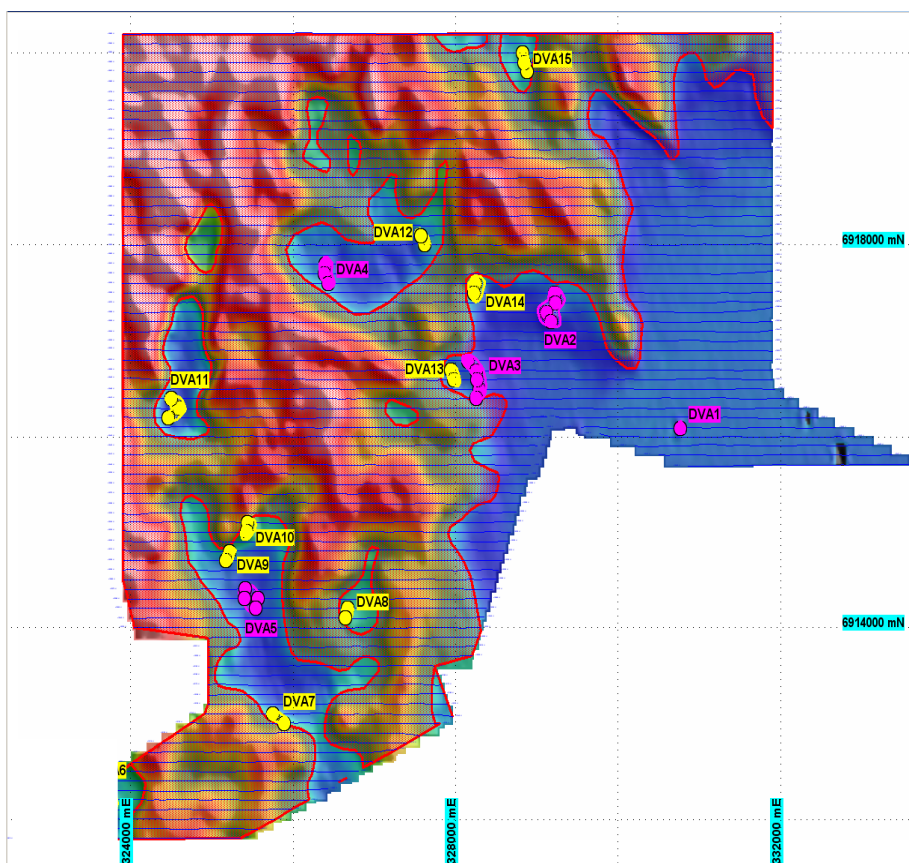 DVA15
DVA12
6918000 mN
DVA4
DVA14
DVA2
DVA13
DVA3
DVA11
DVA1
DVA10
DVA9
DVA8
DVA5
6914000 mN
DVA7
324000 mE
328000 mE
332000 mE